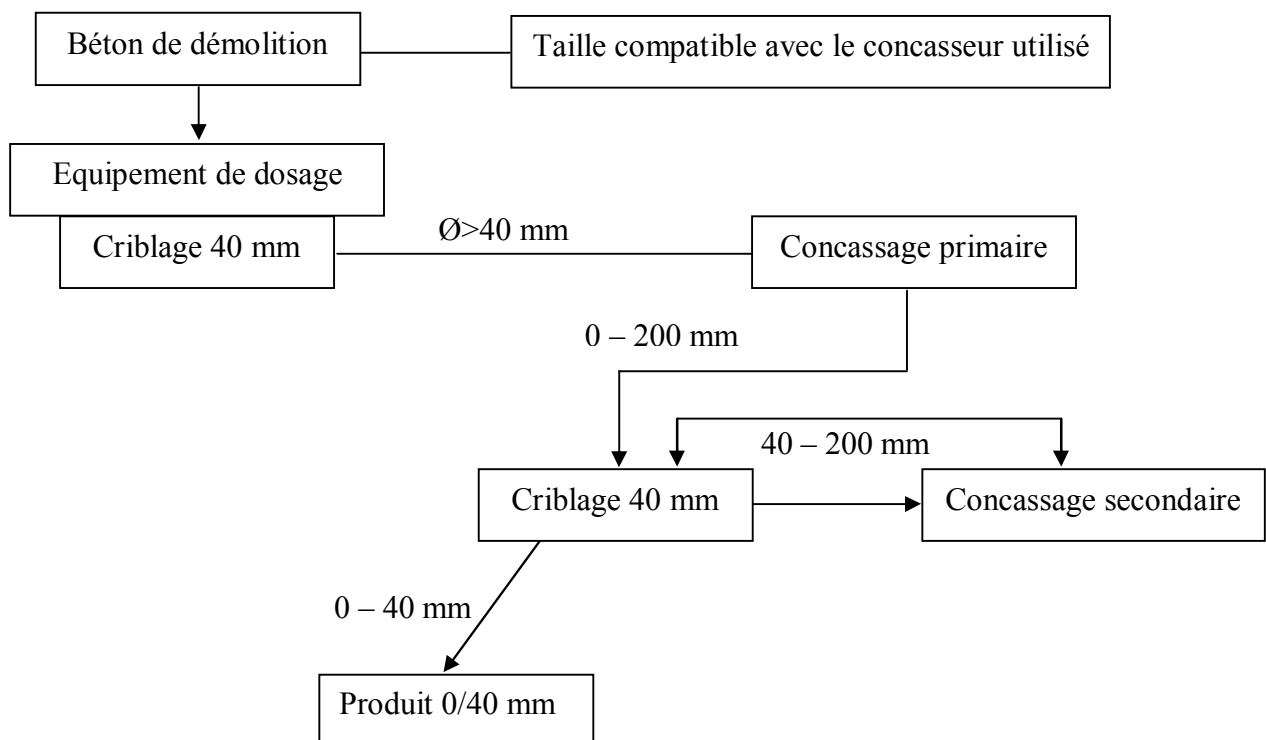 Béton de démolition
Taille compatible avec le concasseur utilisé
Equipement de dosage
Criblage 40 mm
Ø>40 mm
Concassage primaire
0 – 200 mm
40 – 200 mm
Criblage 40 mm
Concassage secondaire
0 – 40 mm
Produit 0/40 mm